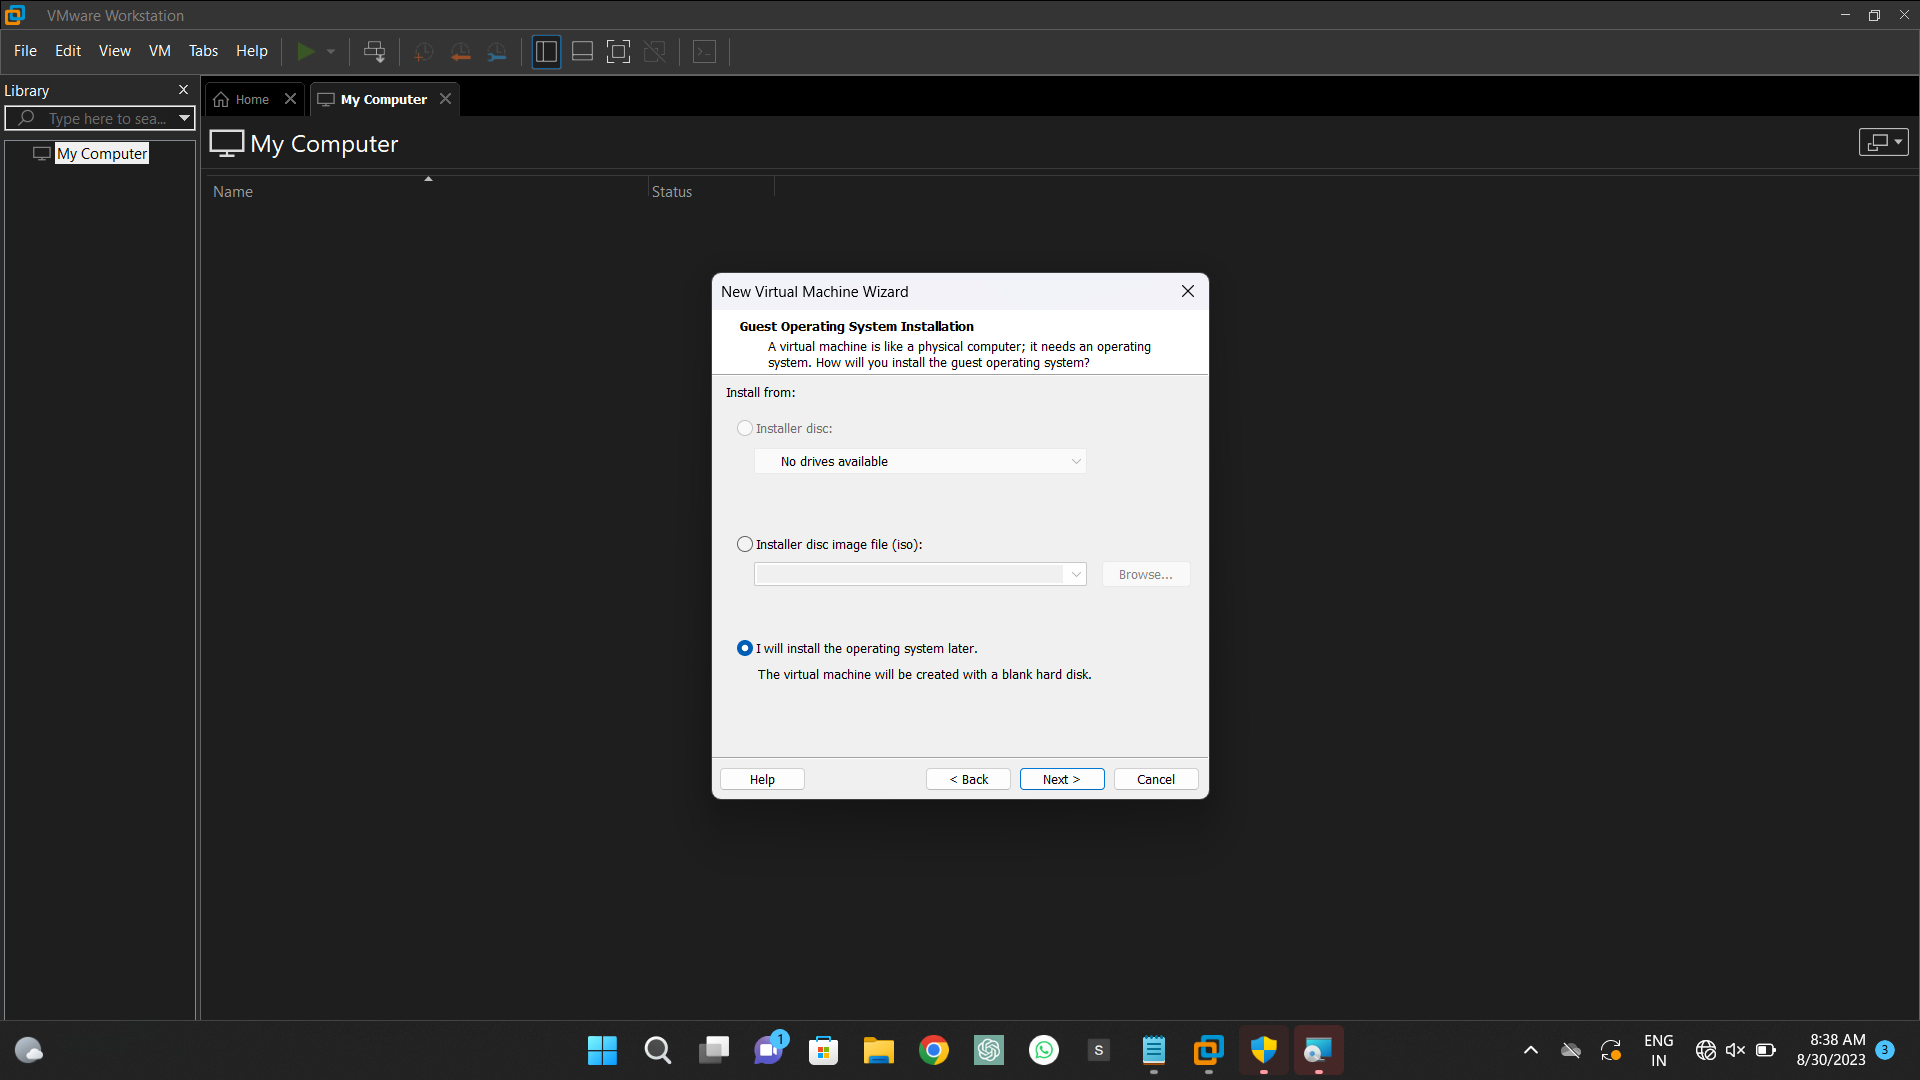 VMware Workstation
File Edit View VM Tabs Help
Library
Type here to sea...
My Computer
Home
My Computer
My Computer
Name Status
New Virtual Machine Wizard
Guest Operating System Installation
A virtual machine is like a physical computer; it needs an operating
system. How will you install the guest operating system?
Install from:
Installer disc:
No drives available
Installer disc image file (iso):
Browse...
I will install the operating system later.
The virtual machine will be created with a blank hard disk.
Help < Back Next > Cancel
1
S
ENG
IN
8:38 AM
8/30/2023
3